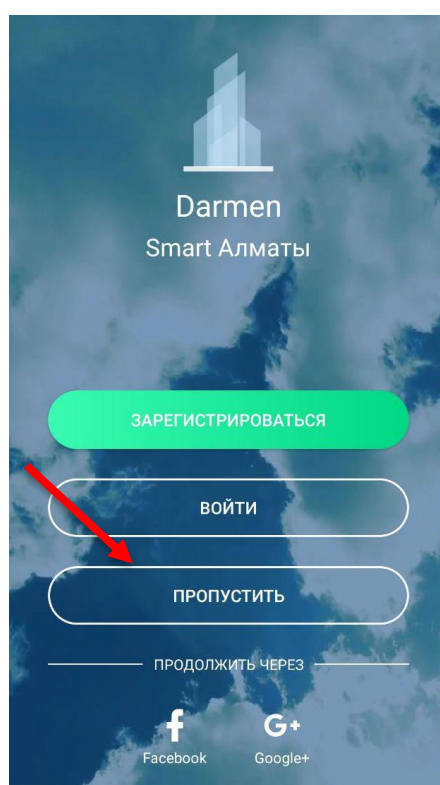 Darmen
Smart Алматы
ЗАРЕГИСТРИРОВАТЬСЯ
ВОЙТИ
ПРОПУСТИТЬ
ПРОДОЛЖИТЬ ЧЕРЕЗ
f G+
Facebook Google+